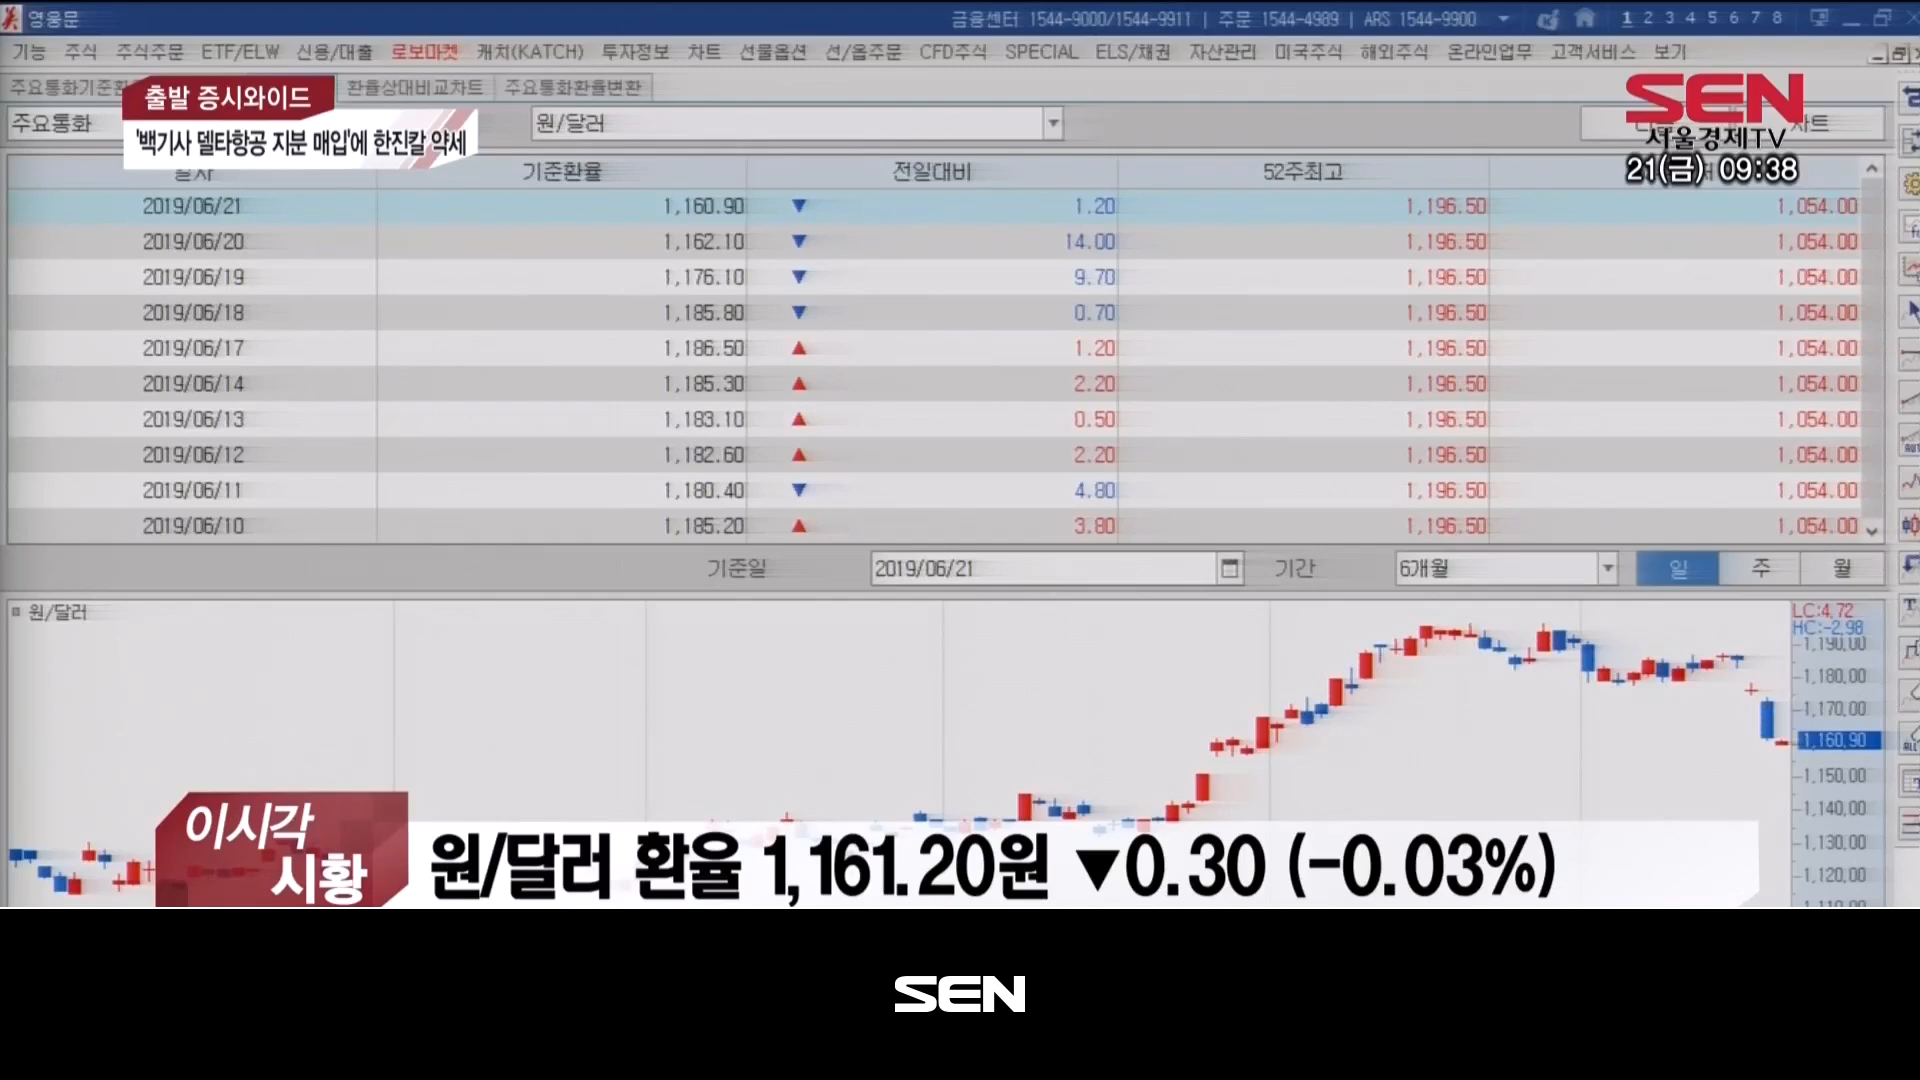 영웅문
금융센터 1544-9000/1544-9911 | 주문 1544-4989 | ARS 1544-9900
1 2 3 4 5 6 7 8
기능 주식 주식주문 ETF/ELW 신용/대출 로보마켓 캐치(KATCH) 투자정보 차트 선물옵션 선/옵주문 CFD주식 SPECIAL ELS/채권 자산관리 미국주식 해외주식 온라인업무 고객서비스 보기
주요통화기준환 환율상대비교차트 주요통화환율변환
출발 증시와이드
'백기사 델타항공 지분 매입'에 한진칼 약세
SEN
서울경제TV
21(금) 09:38
주요통화 원/달러 차트
일자 기준환율 전일대비 52주최고
2019/06/21 1,160.90 ▼ 1.20 1,196.50 1,054.00
2019/06/20 1,162.10 ▼ 14.00 1,196.50 1,054.00
2019/06/19 1,176.10 ▼ 9.70 1,196.50 1,054.00
2019/06/18 1,185.80 ▼ 0.70 1,196.50 1,054.00
2019/06/17 1,186.50 ▲ 1.20 1,196.50 1,054.00
2019/06/14 1,185.30 ▲ 2.20 1,196.50 1,054.00
2019/06/13 1,183.10 ▲ 0.50 1,196.50 1,054.00
2019/06/12 1,182.60 ▲ 2.20 1,196.50 1,054.00
2019/06/11 1,180.40 ▼ 4.80 1,196.50 1,054.00
2019/06/10 1,185.20 ▲ 3.80 1,196.50 1,054.00
기준일 2019/06/21 기간 6개월 일 주 월
원/달러
LC:4.72
HC:-2.98
1,190.00
1,180.00
1,170.00
1,160.90
1,150.00
1,140.00
1,130.00
1,120.00
이시각
시황
원/달러 환율 1,161.20원 ▼0.30 (-0.03%)
SEN